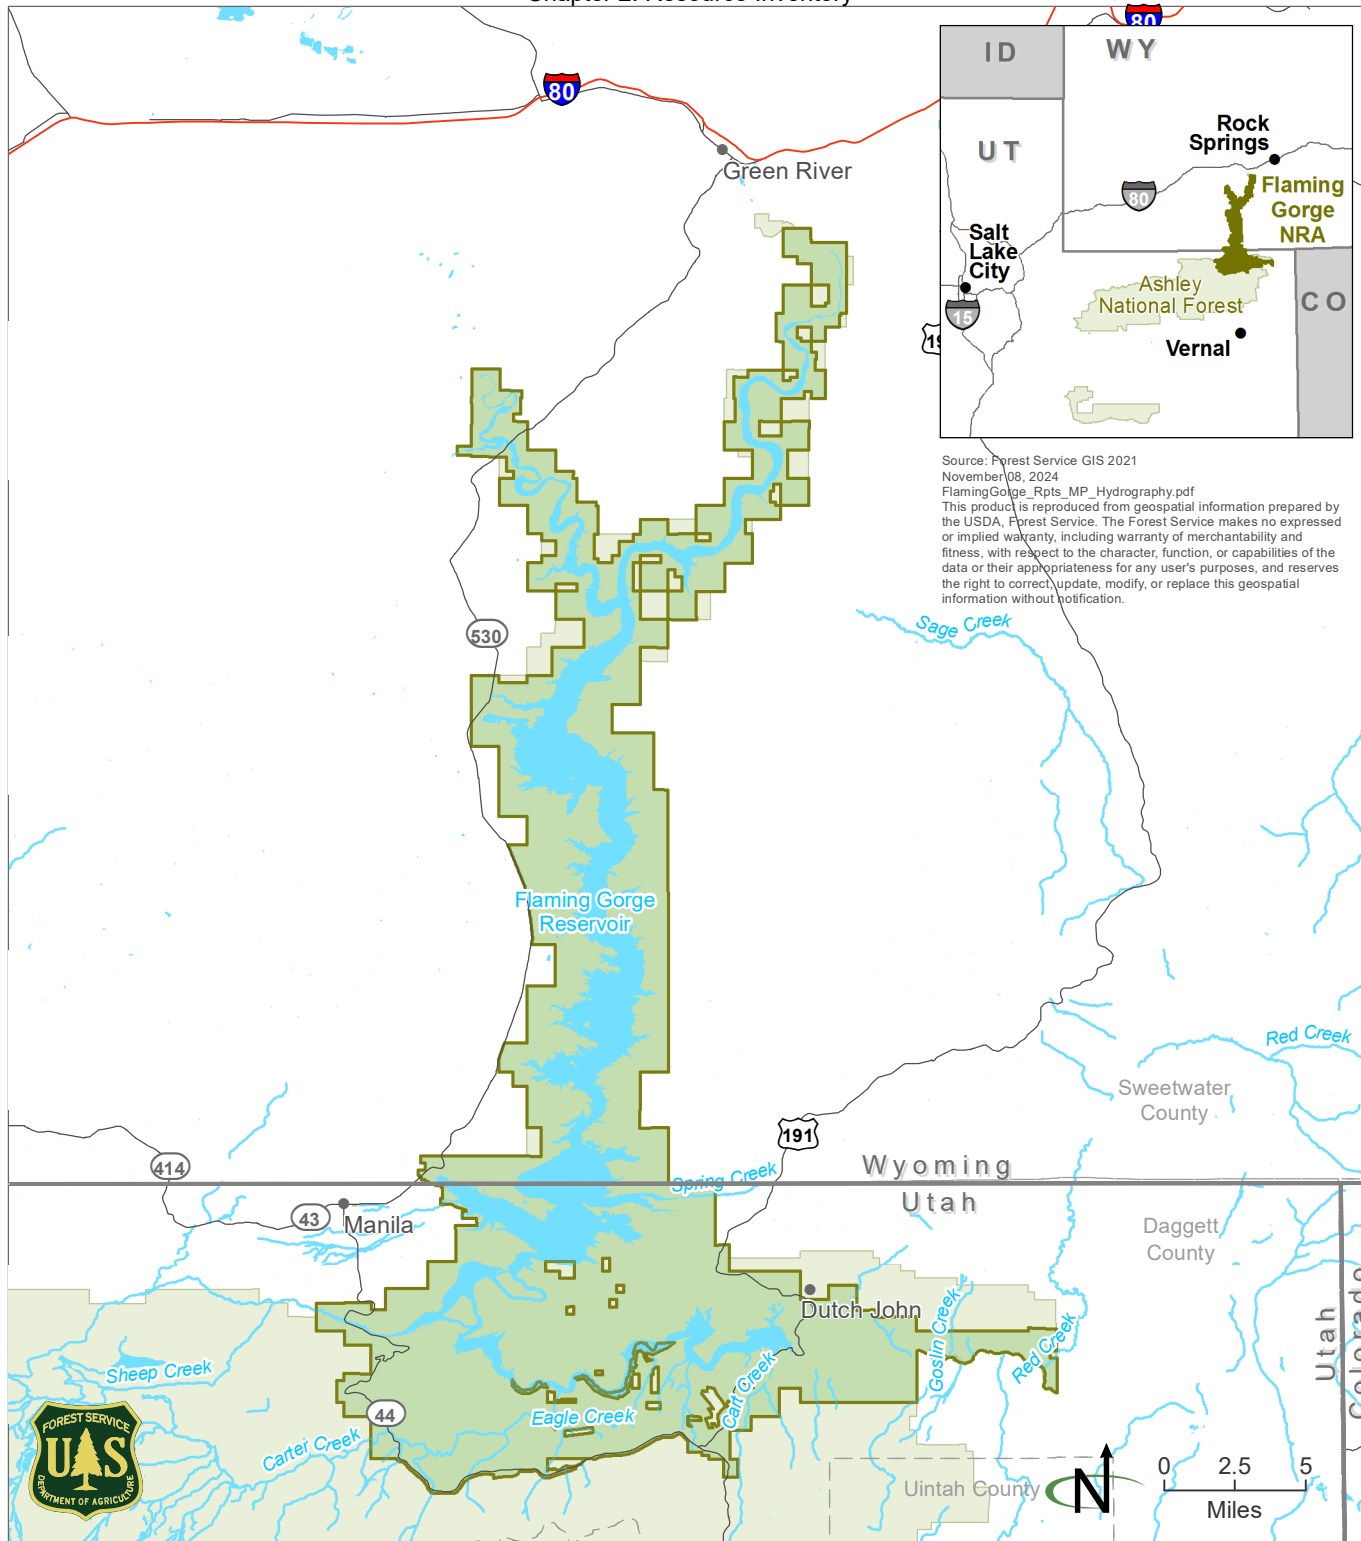 Chapter 2. Resource Inventory
80
80
Green River
ID
WY
UT
Rock
Springs
80
Flaming
Gorge
NRA
Salt
Lake
City
15
Ashley
National Forest
CO
Vernal
19
Source: Forest Service GIS 2021
November 08, 2024
FlamingGorge_Rpts_MP_Hydrography.pdf
This product is reproduced from geospatial information prepared by
the USDA, Forest Service. The Forest Service makes no expressed
or implied warranty, including warranty of merchantability and
fitness, with respect to the character, function, or capabilities of the
data or their appropriateness for any user's purposes, and reserves
the right to correct, update, modify, or replace this geospatial
information without notification.
Sage Creek
530
Flaming Gorge
Reservoir
Red Creek
Sweetwater
County
191
414
Wyoming
Spring Creek
Utah
43
Manila
Daggett
County
Dutch John
Goslin Creek
Red Creek
Utah
Colorado
Sheep Creek
Cart Creek
44
Eagle Creek
Carter Creek
FOREST SERVICE
U S
DEPARTMENT OF AGRICULTURE
Uintah County
N
0 2.5 5
Miles